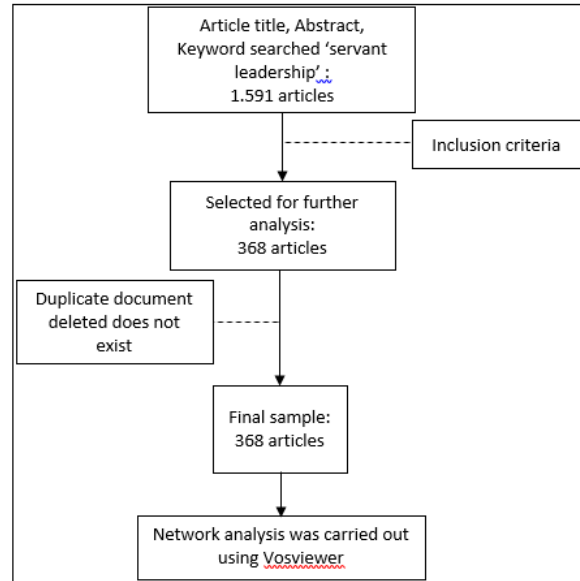 Article title, Abstract,
Keyword searched ‘servant
leadership’ :
1.591 articles
Inclusion criteria
Selected for further
analysis:
368 articles
Duplicate document
deleted does not
exist
Final sample:
368 articles
Network analysis was carried out
using Vosviewer